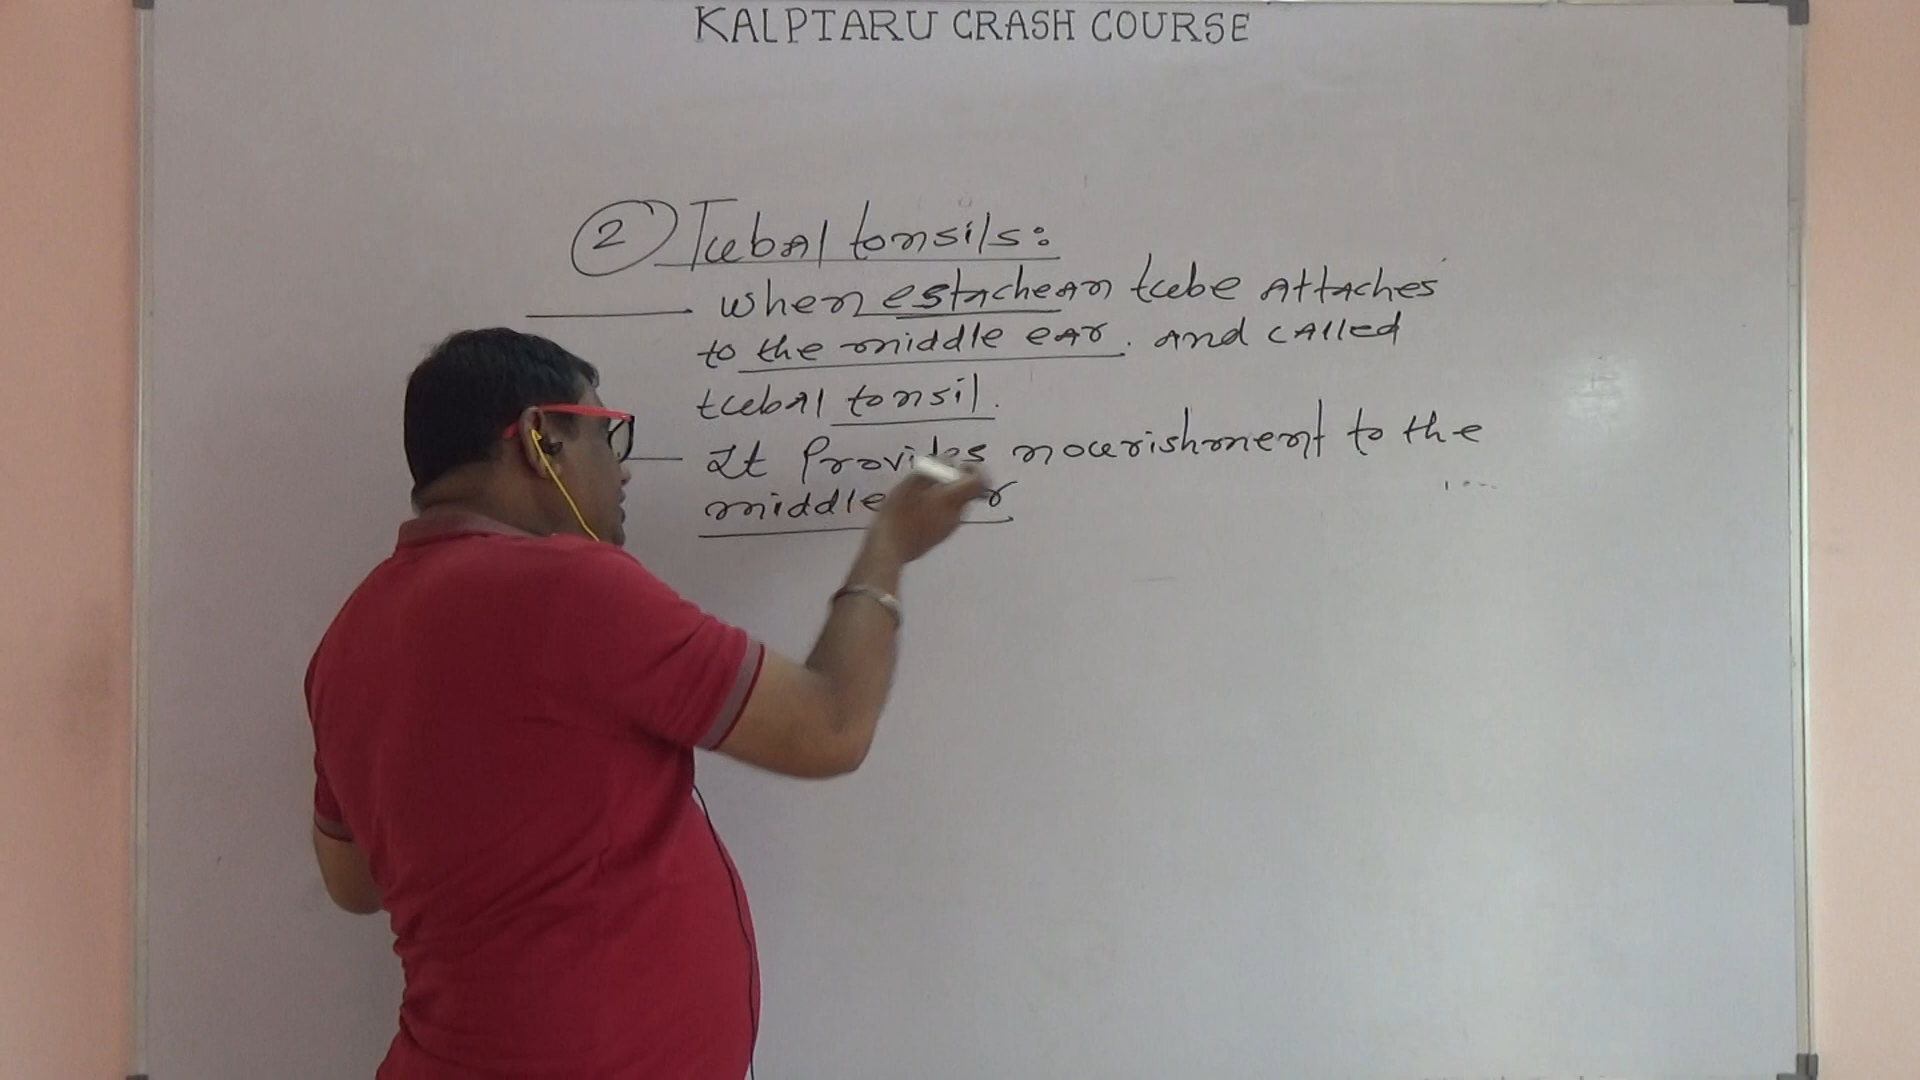 KALPTARU CRASH COURSE
2 Tubal tonsils:
when estachean tube Attaches
to the middle ear. and called
tubal tonsil.
It Provides nourishment to the
middle